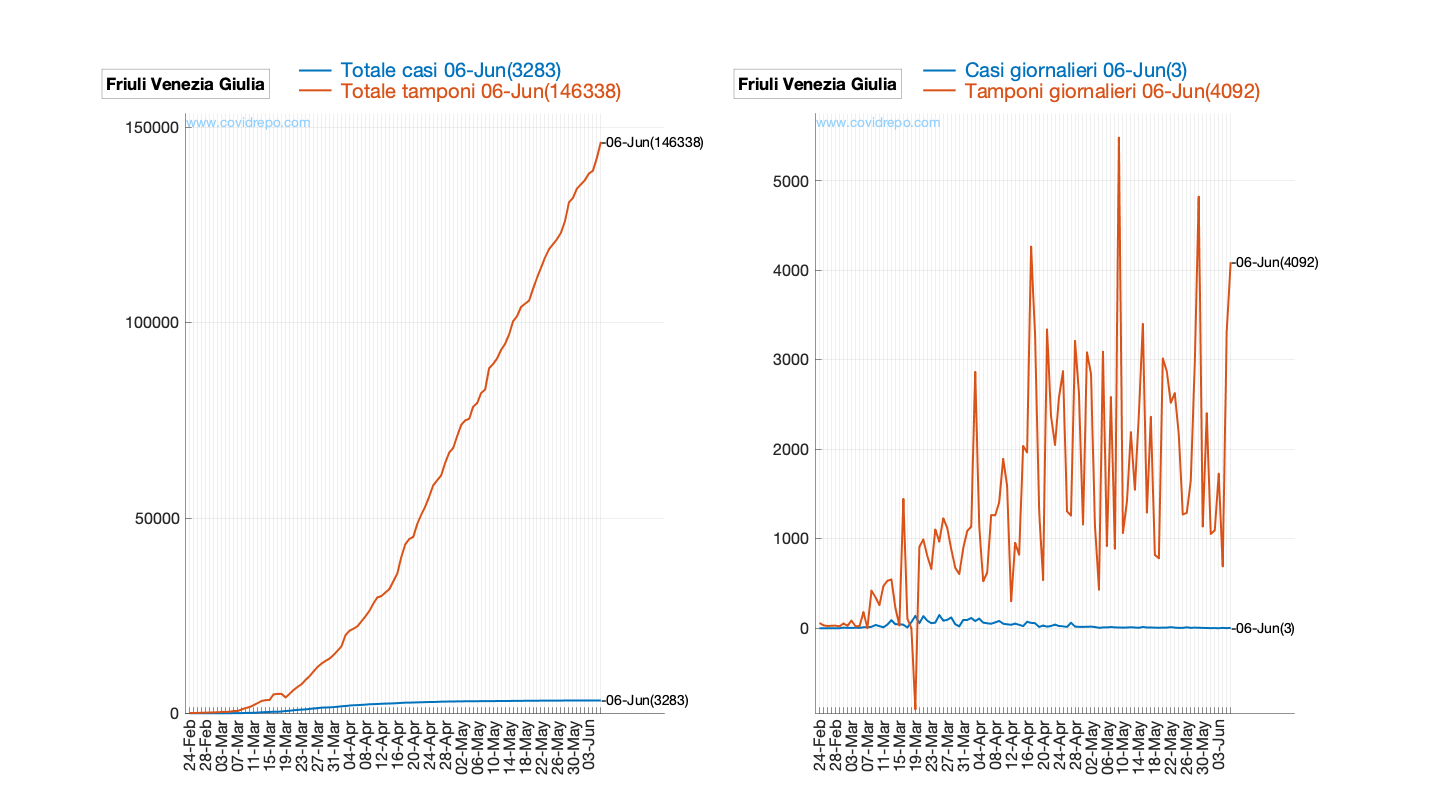 Friuli Venezia Giulia
Totale casi 06-Jun(3283)
Totale tamponi 06-Jun(146338)
www.covidrepo.com
150000
100000
50000
0
06-Jun(146338)
06-Jun(3283)
24-Feb
28-Feb
03-Mar
07-Mar
11-Mar
15-Mar
19-Mar
23-Mar
27-Mar
31-Mar
04-Apr
08-Apr
12-Apr
16-Apr
20-Apr
24-Apr
28-Apr
02-May
06-May
10-May
14-May
18-May
22-May
26-May
30-May
03-Jun
Friuli Venezia Giulia
Casi giornalieri 06-Jun(3)
Tamponi giornalieri 06-Jun(4092)
www.covidrepo.com
5000
4000
3000
2000
1000
0
06-Jun(4092)
06-Jun(3)
24-Feb
28-Feb
03-Mar
07-Mar
11-Mar
15-Mar
19-Mar
23-Mar
27-Mar
31-Mar
04-Apr
08-Apr
12-Apr
16-Apr
20-Apr
24-Apr
28-Apr
02-May
06-May
10-May
14-May
18-May
22-May
26-May
30-May
03-Jun